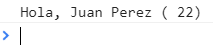 Hola, Juan Perez ( 22)
>